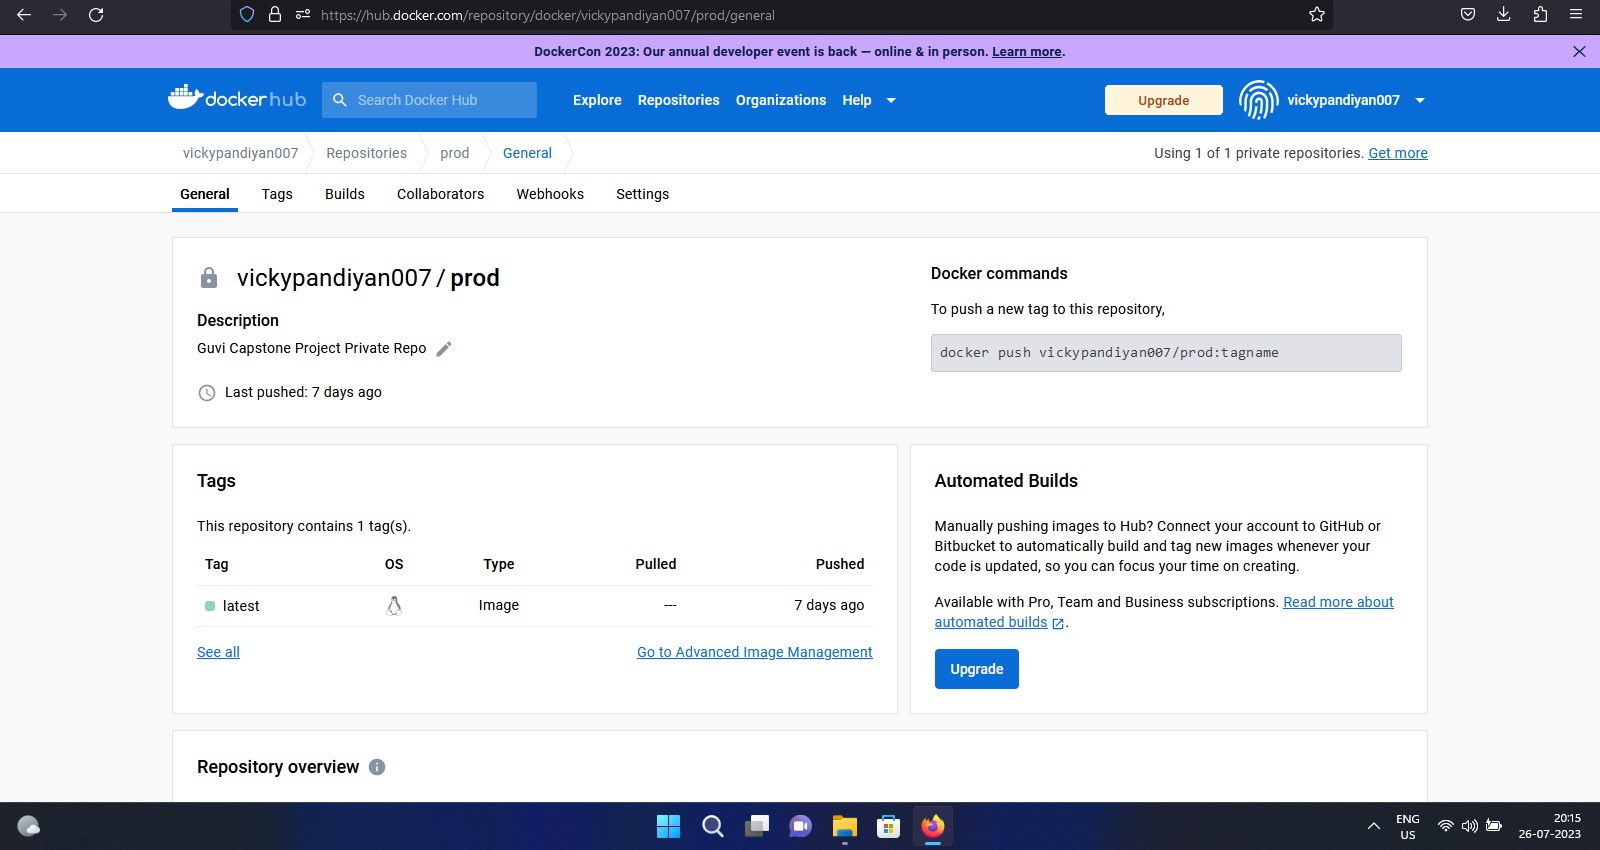 https://hub.docker.com/repository/docker/vickypandiyan007/prod/general
DockerCon 2023: Our annual developer event is back — online & in person. Learn more.
dockerhub
Search Docker Hub
Explore
Repositories
Organizations
Help
Upgrade
vickypandiyan007
vickypandiyan007
Repositories
prod
General
Using 1 of 1 private repositories. Get more
General
Tags
Builds
Collaborators
Webhooks
Settings
vickypandiyan007 / prod
Description
Guvi Capstone Project Private Repo
Last pushed: 7 days ago
Docker commands
To push a new tag to this repository,
docker push vickypandiyan007/prod:tagname
Tags
This repository contains 1 tag(s).
Tag OS Type Pulled Pushed
latest Image --- 7 days ago
See all
Go to Advanced Image Management
Automated Builds
Manually pushing images to Hub? Connect your account to GitHub or
Bitbucket to automatically build and tag new images whenever your
code is updated, so you can focus your time on creating.
Available with Pro, Team and Business subscriptions. Read more about
automated builds .
Upgrade
Repository overview
ENG
US
20:15
26-07-2023